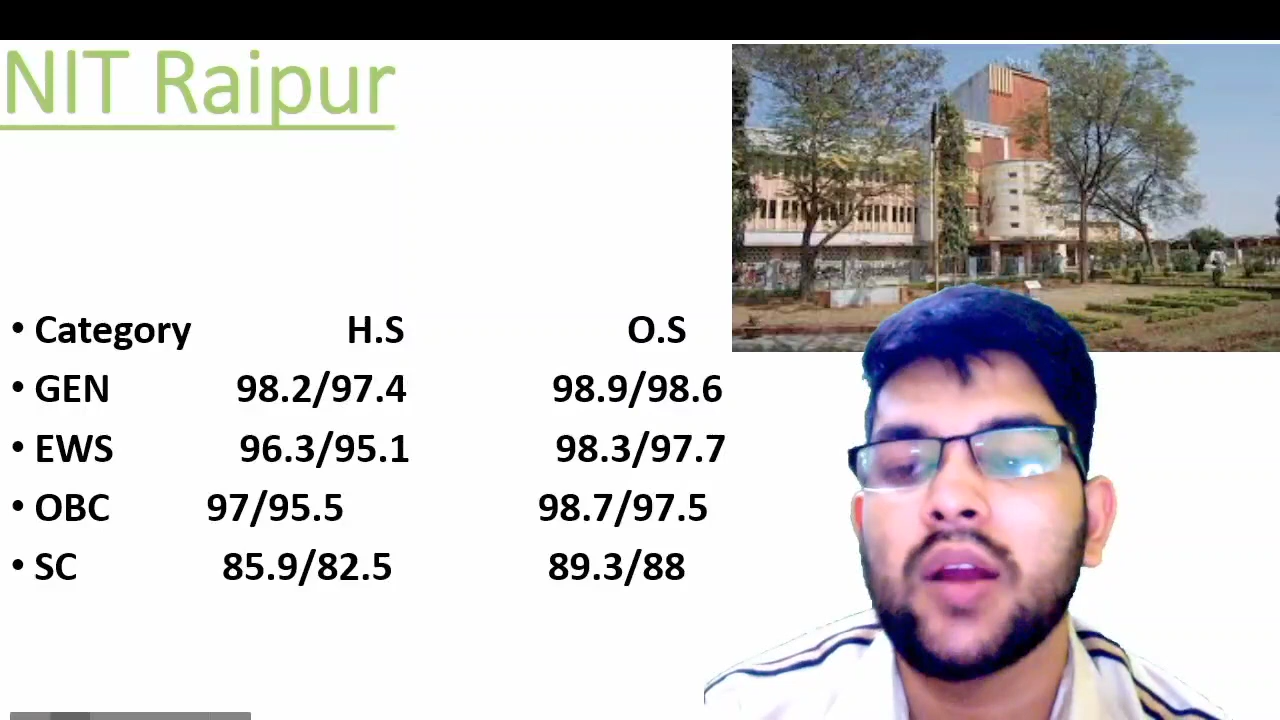 NIT Raipur
• Category H.S O.S
• GEN 98.2/97.4 98.9/98.6
• EWS 96.3/95.1 98.3/97.7
• OBC 97/95.5 98.7/97.5
• SC 85.9/82.5 89.3/88